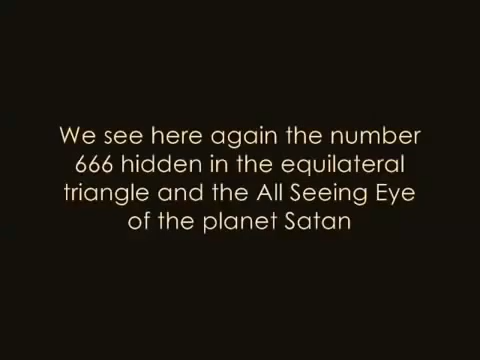 We see here again the number
666 hidden in the equilateral
triangle and the All Seeing Eye
of the planet Satan